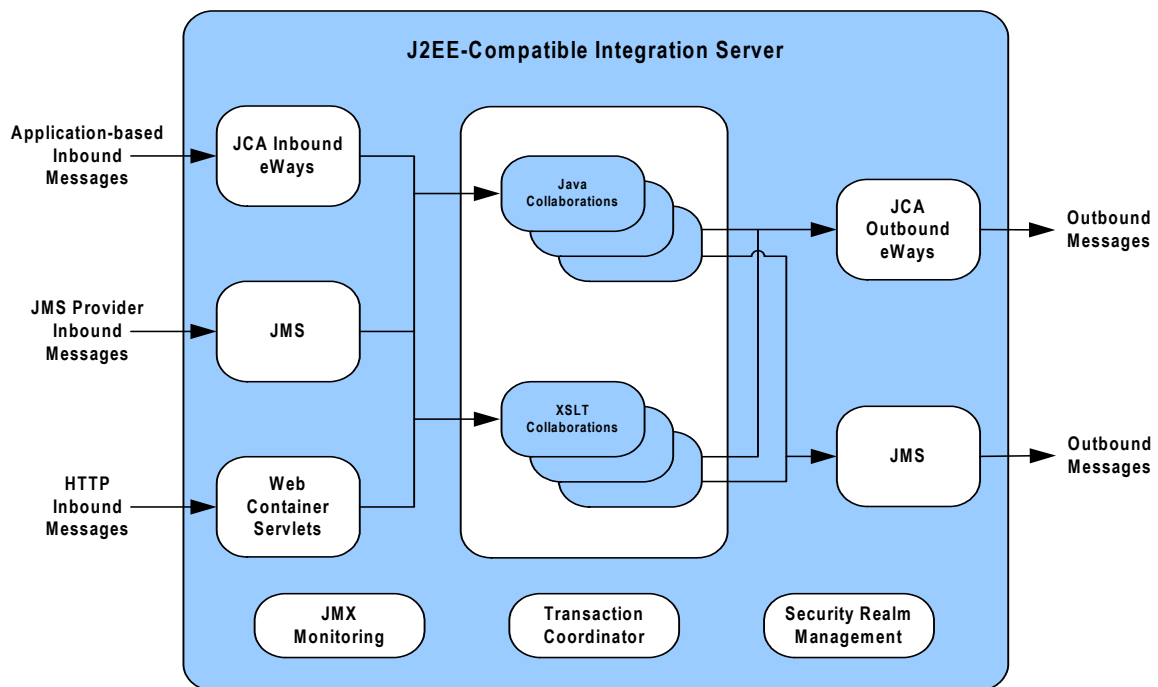 J2EE-Compatible Integration Server
Application-based
Inbound
Messages
JCA Inbound
eWays
Java
Collaborations
JCA
Outbound
eWays
Outbound
Messages
JMS Provider
Inbound
Messages
JMS
XSLT
Collaborations
JMS
Outbound
Messages
HTTP
Inbound
Messages
Web
Container
Servlets
JMX
Monitoring
Transaction
Coordinator
Security Realm
Management